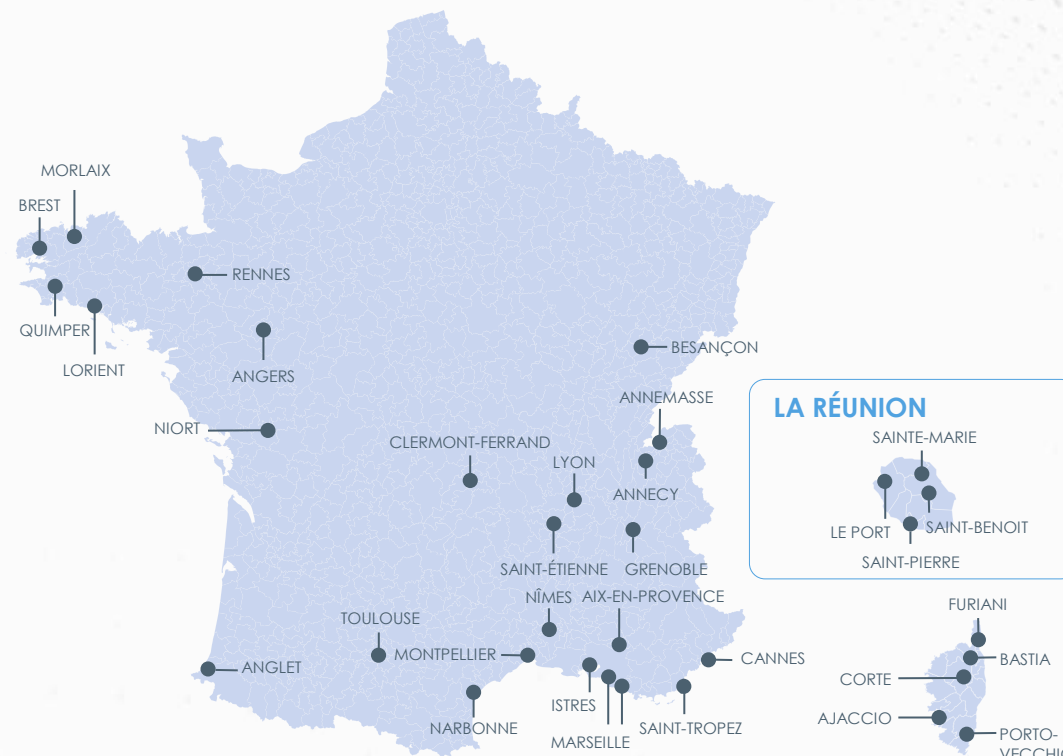 MORLAIX
BREST
RENNES
QUIMPER
LORIENT
ANGERS
BESANÇON
ANNEMASSE
LA RÉUNION
NIORT
SAINTE-MARIE
CLERMONT-FERRAND
LYON
ANNECY
LE PORT
SAINT-BENOIT
SAINT-PIERRE
SAINT-ÉTIENNE
GRENOBLE
NÎMES
AIX-EN-PROVENCE
FURIANI
TOULOUSE
MONTPELLIER
CANNES
BASTIA
ANGLET
CORTE
ISTRES
AJACCIO
NARBONNE
SAINT-TROPEZ
MARSEILLE
PORTO-
VECCHIO